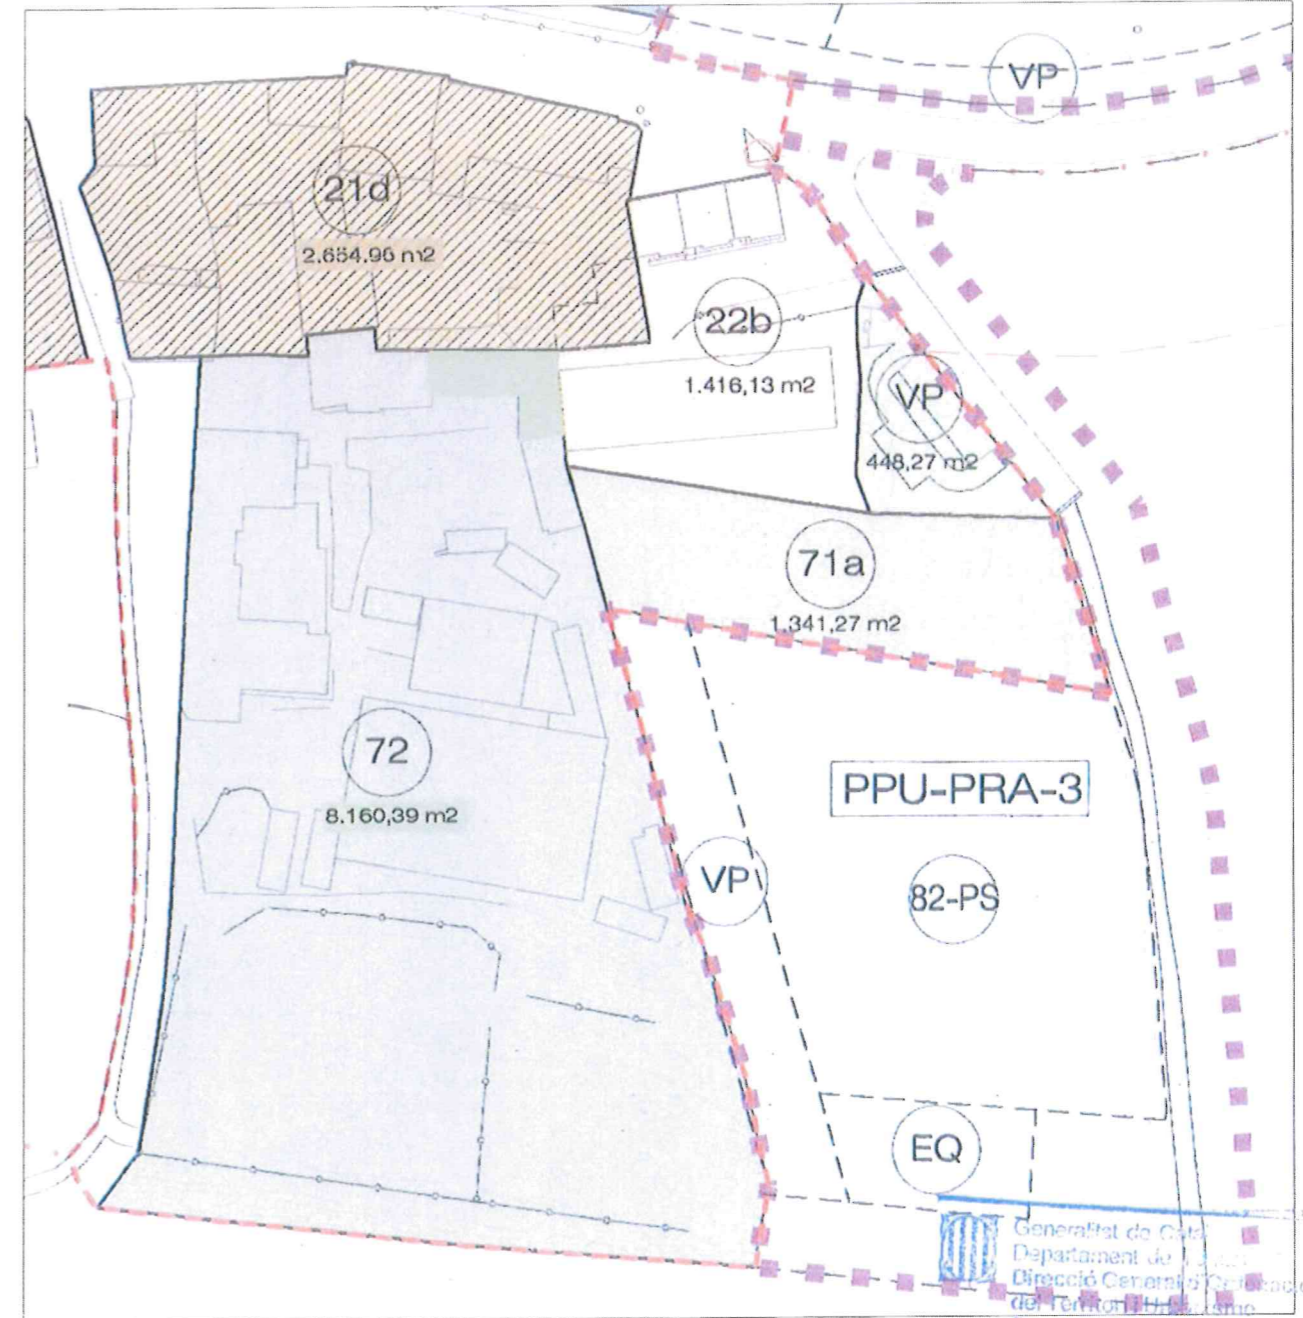 VP
21d
2.654,96 m2
22b
1.416,13 m2
VP
448,27 m2
71a
1.341,27 m2
72
8.160,39 m2
PPU-PRA-3
VP
82-PS
EQ
Generalitat de
Departament de
Direcció General d'Ordenació
del Territori i Urbanisme